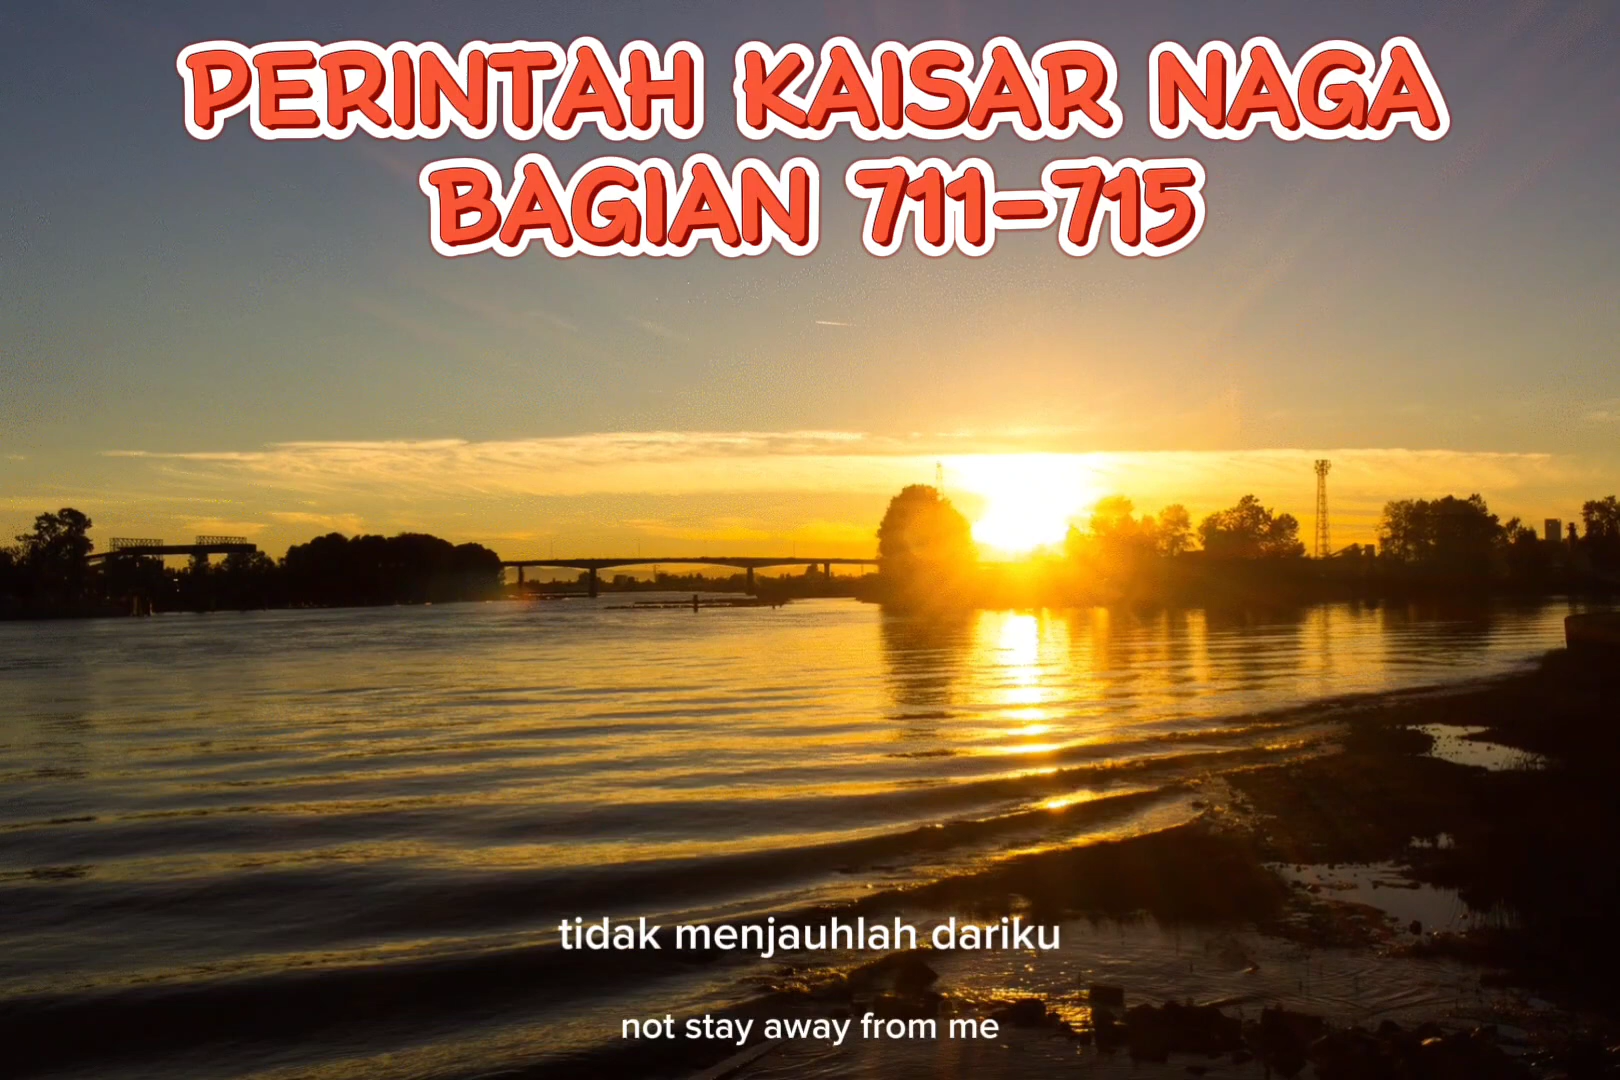 PERINTAH KAISAR NAGA
BAGIAN 711-715
tidak menjauhlah dariku
not stay away from me